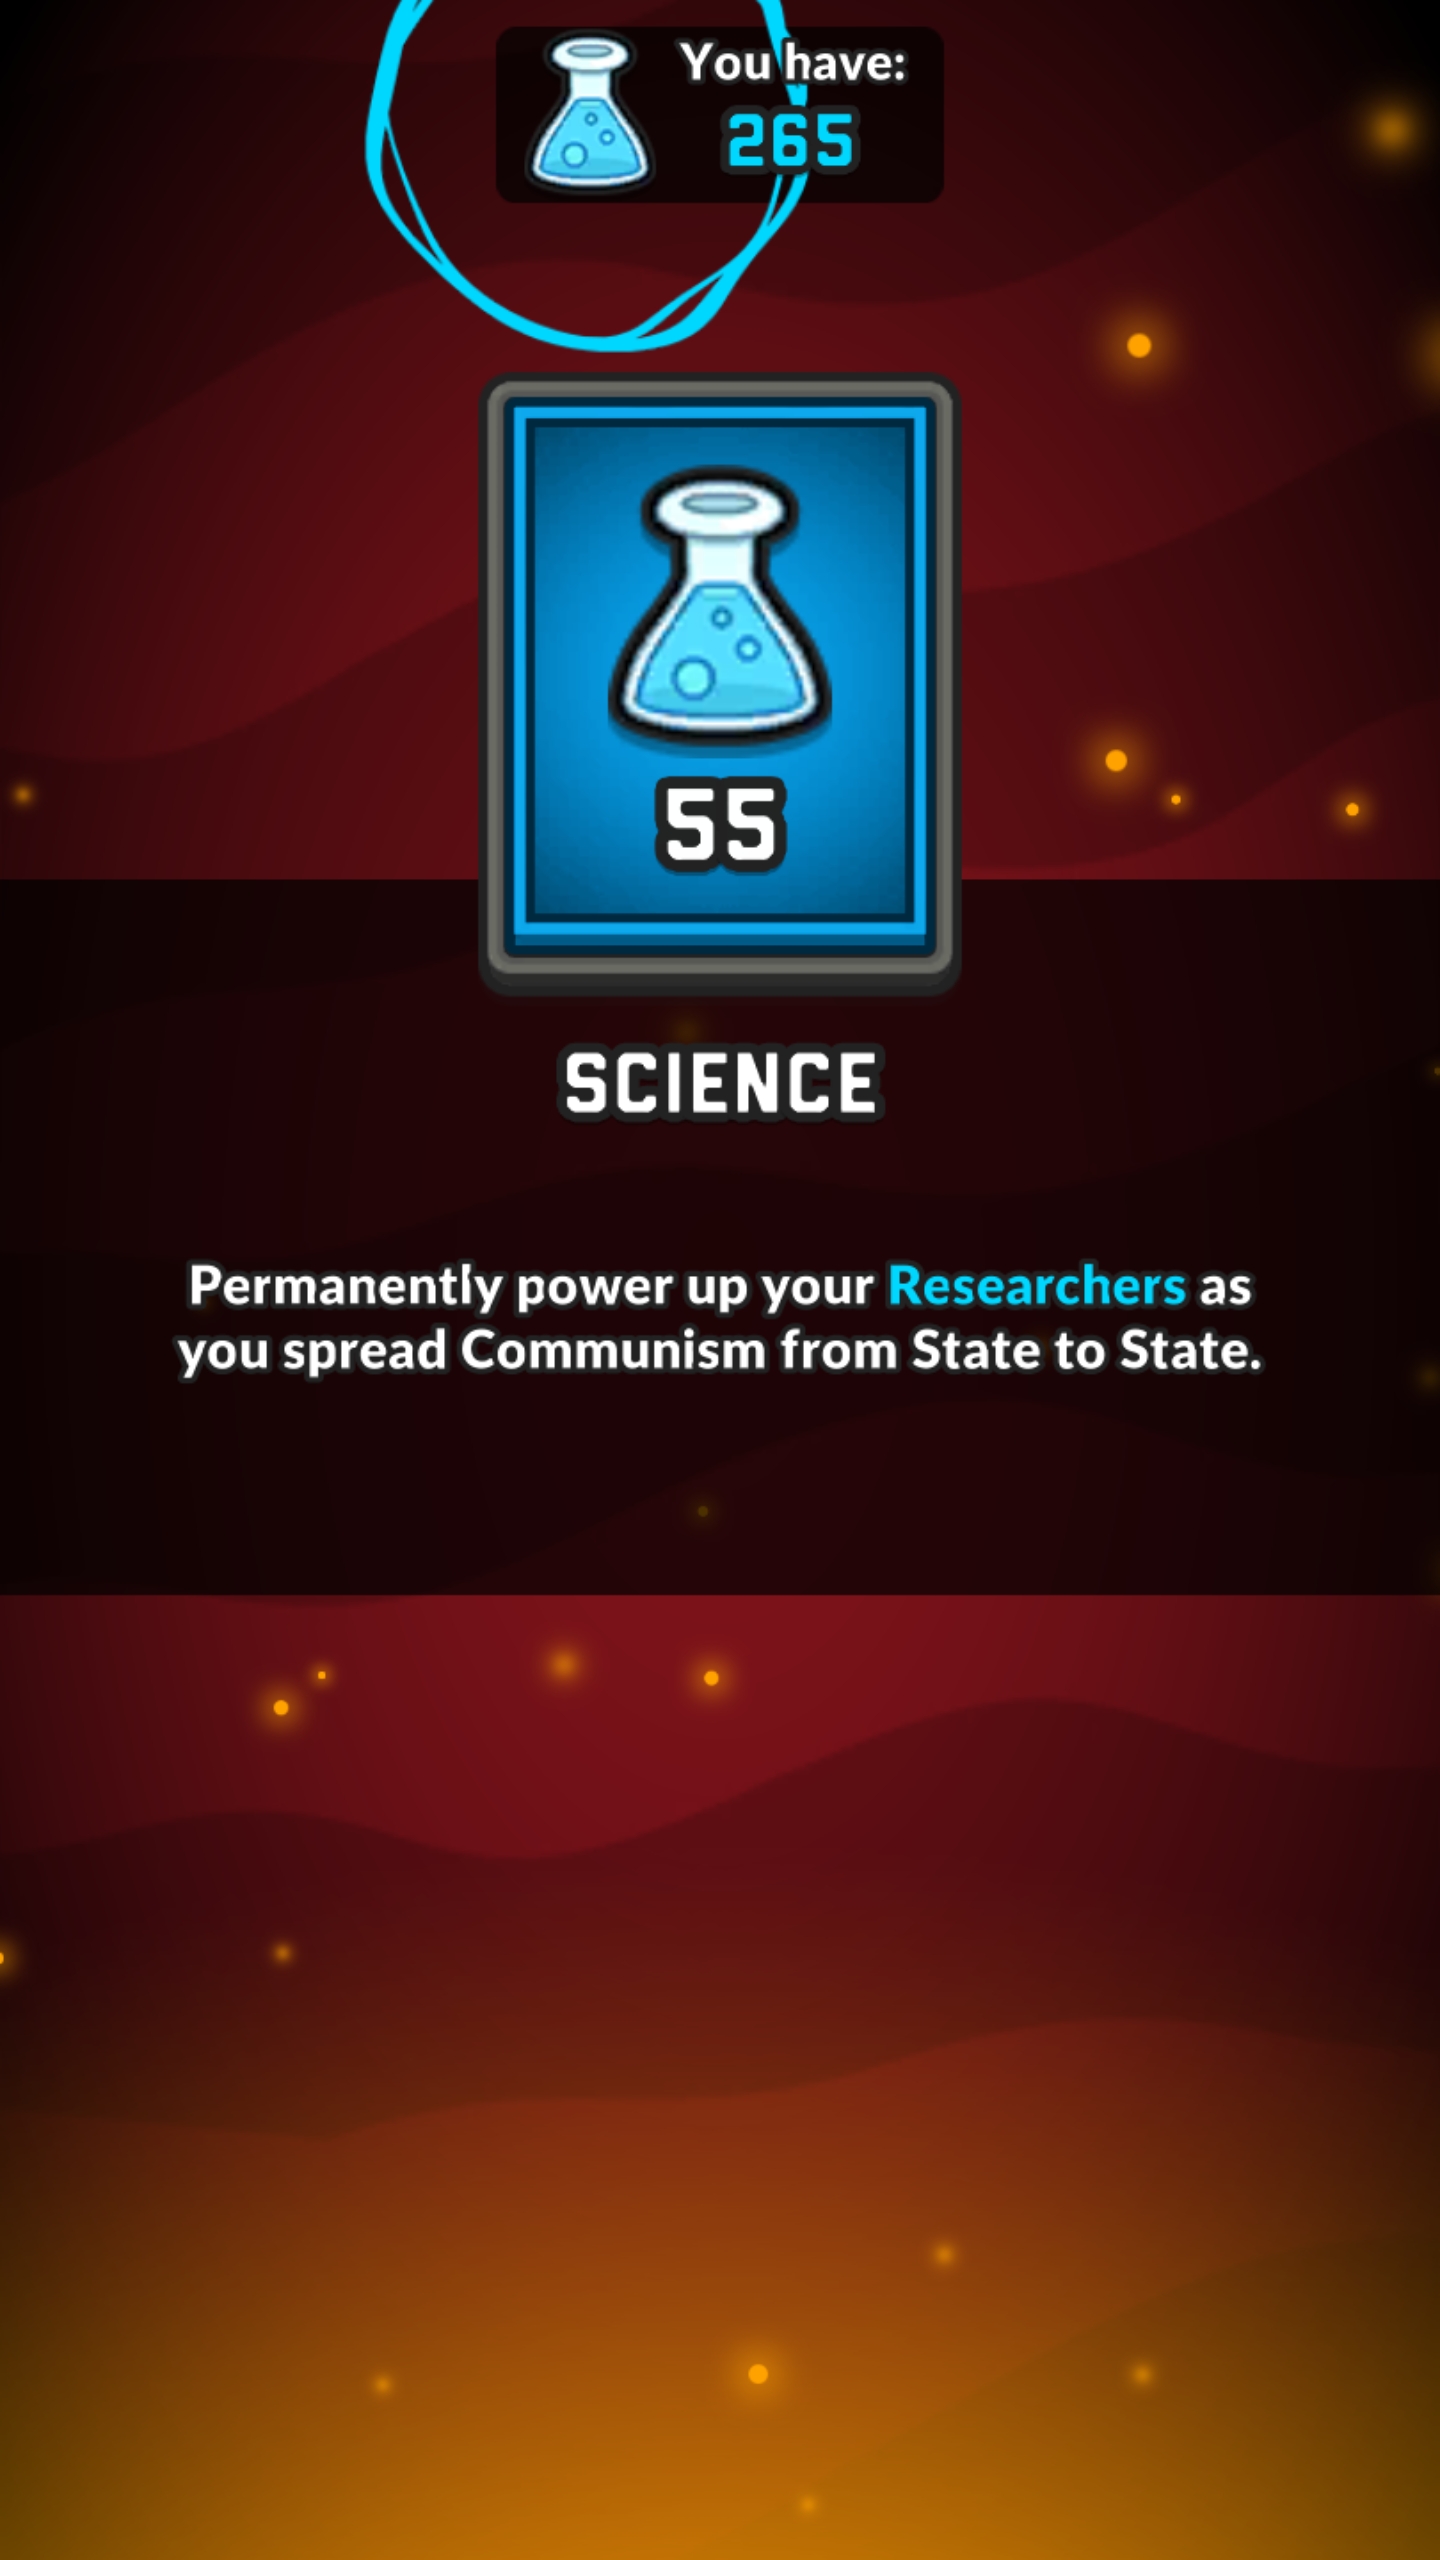 You have:
265
55
SCIENCE
Permanently power up your Researchers as
you spread Communism from State to State.